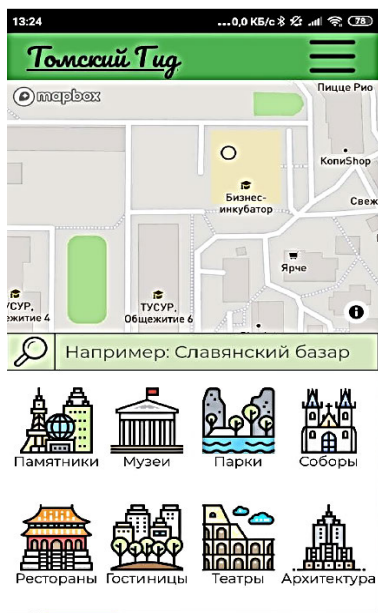 13:24
...0,0 КБ/с 78
Томский Гид
mapbox
Пицце Рио
КопиShop
Бизнес-
инкубатор
Свеж
Ярче
ТУСУР,
Общежитие 6
УСУР,
ежитие 4
Например: Славянский базар
Памятники Музеи Парки Соборы
Рестораны Гостиницы Театры Архитектура